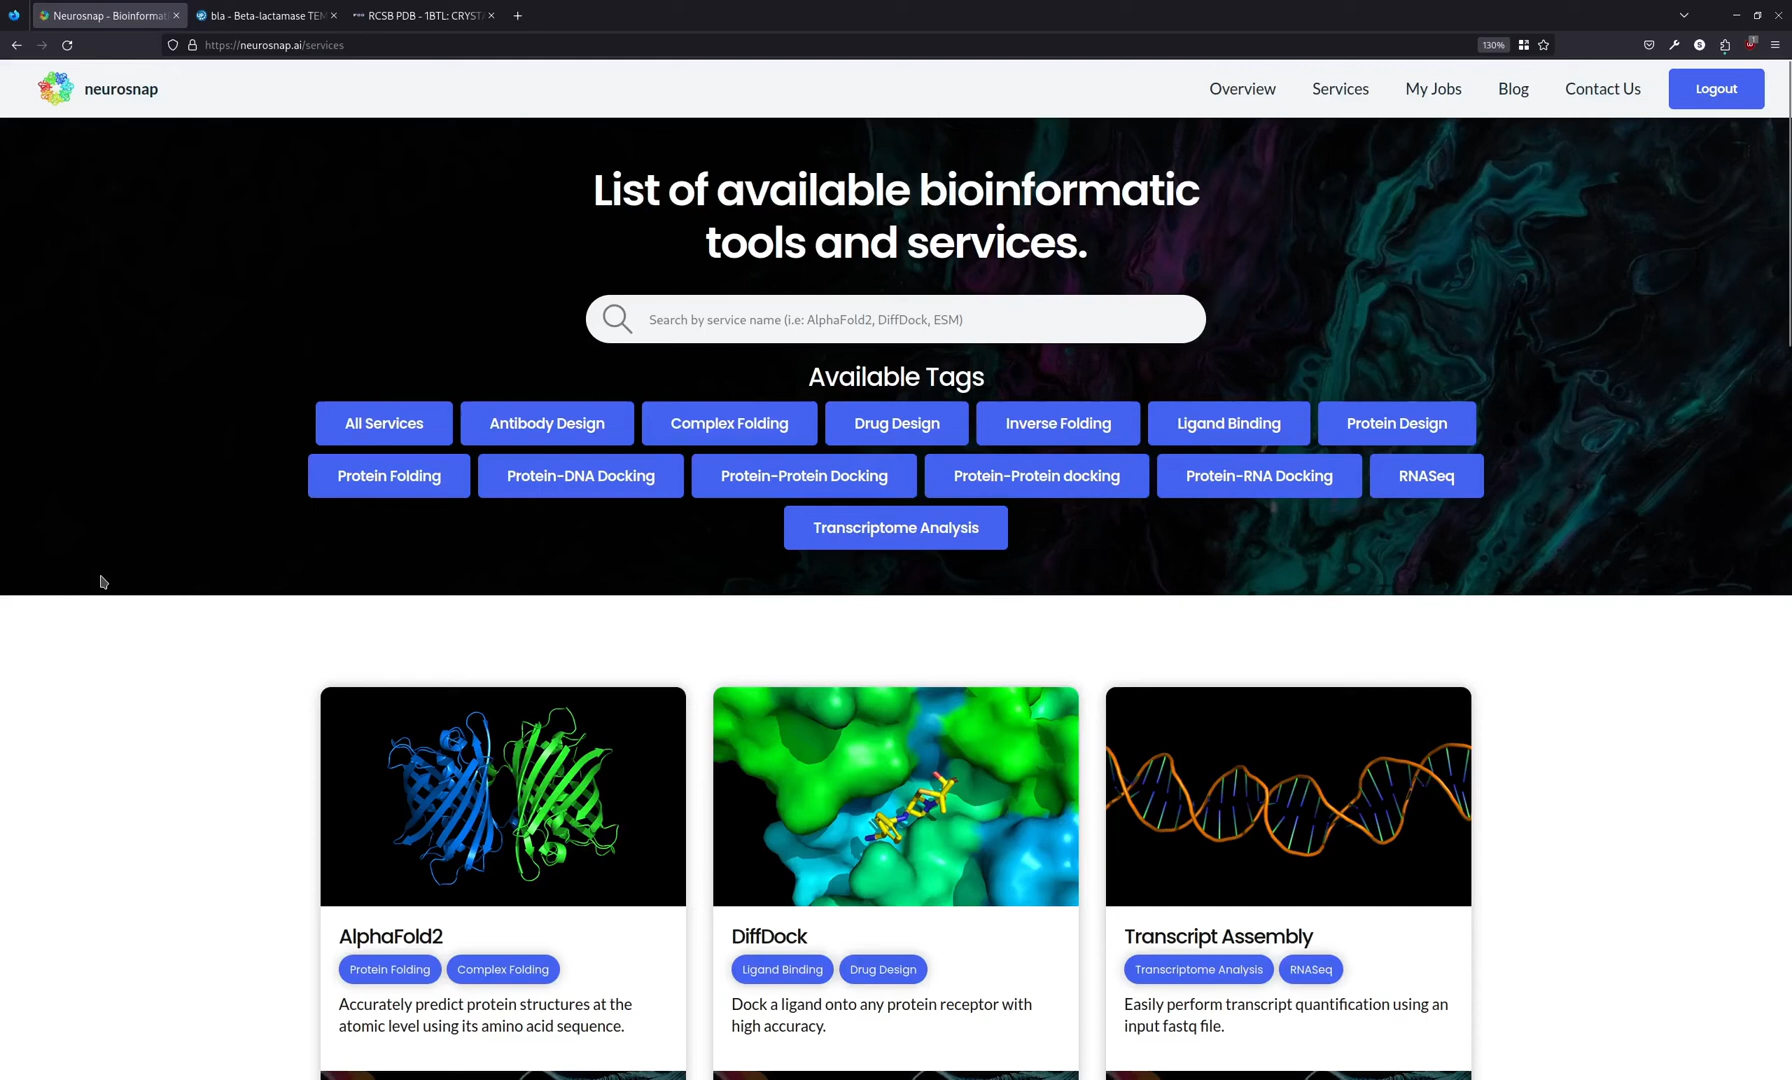 Neurosnap - Bioinformati
bla - Beta-lactamase TEM
RCSB PDB - 1BTL: CRYSTA
https://neurosnap.ai/services
130%
1
S
neurosnap
Overview
Services
My Jobs
Blog
Contact Us
Logout
List of available bioinformatic
tools and services.
Search by service name (i.e: AlphaFold2, DiffDock, ESM)
Available Tags
All Services
Antibody Design
Complex Folding
Drug Design
Inverse Folding
Ligand Binding
Protein Design
Protein Folding
Protein-DNA Docking
Protein-Protein Docking
Protein-Protein docking
Protein-RNA Docking
RNASeq
Transcriptome Analysis
AlphaFold2
Protein Folding
Complex Folding
Accurately predict protein structures at the
atomic level using its amino acid sequence.
DiffDock
Ligand Binding
Drug Design
Dock a ligand onto any protein receptor with
high accuracy.
Transcript Assembly
Transcriptome Analysis
RNASeq
Easily perform transcript quantification using an
input fastq file.